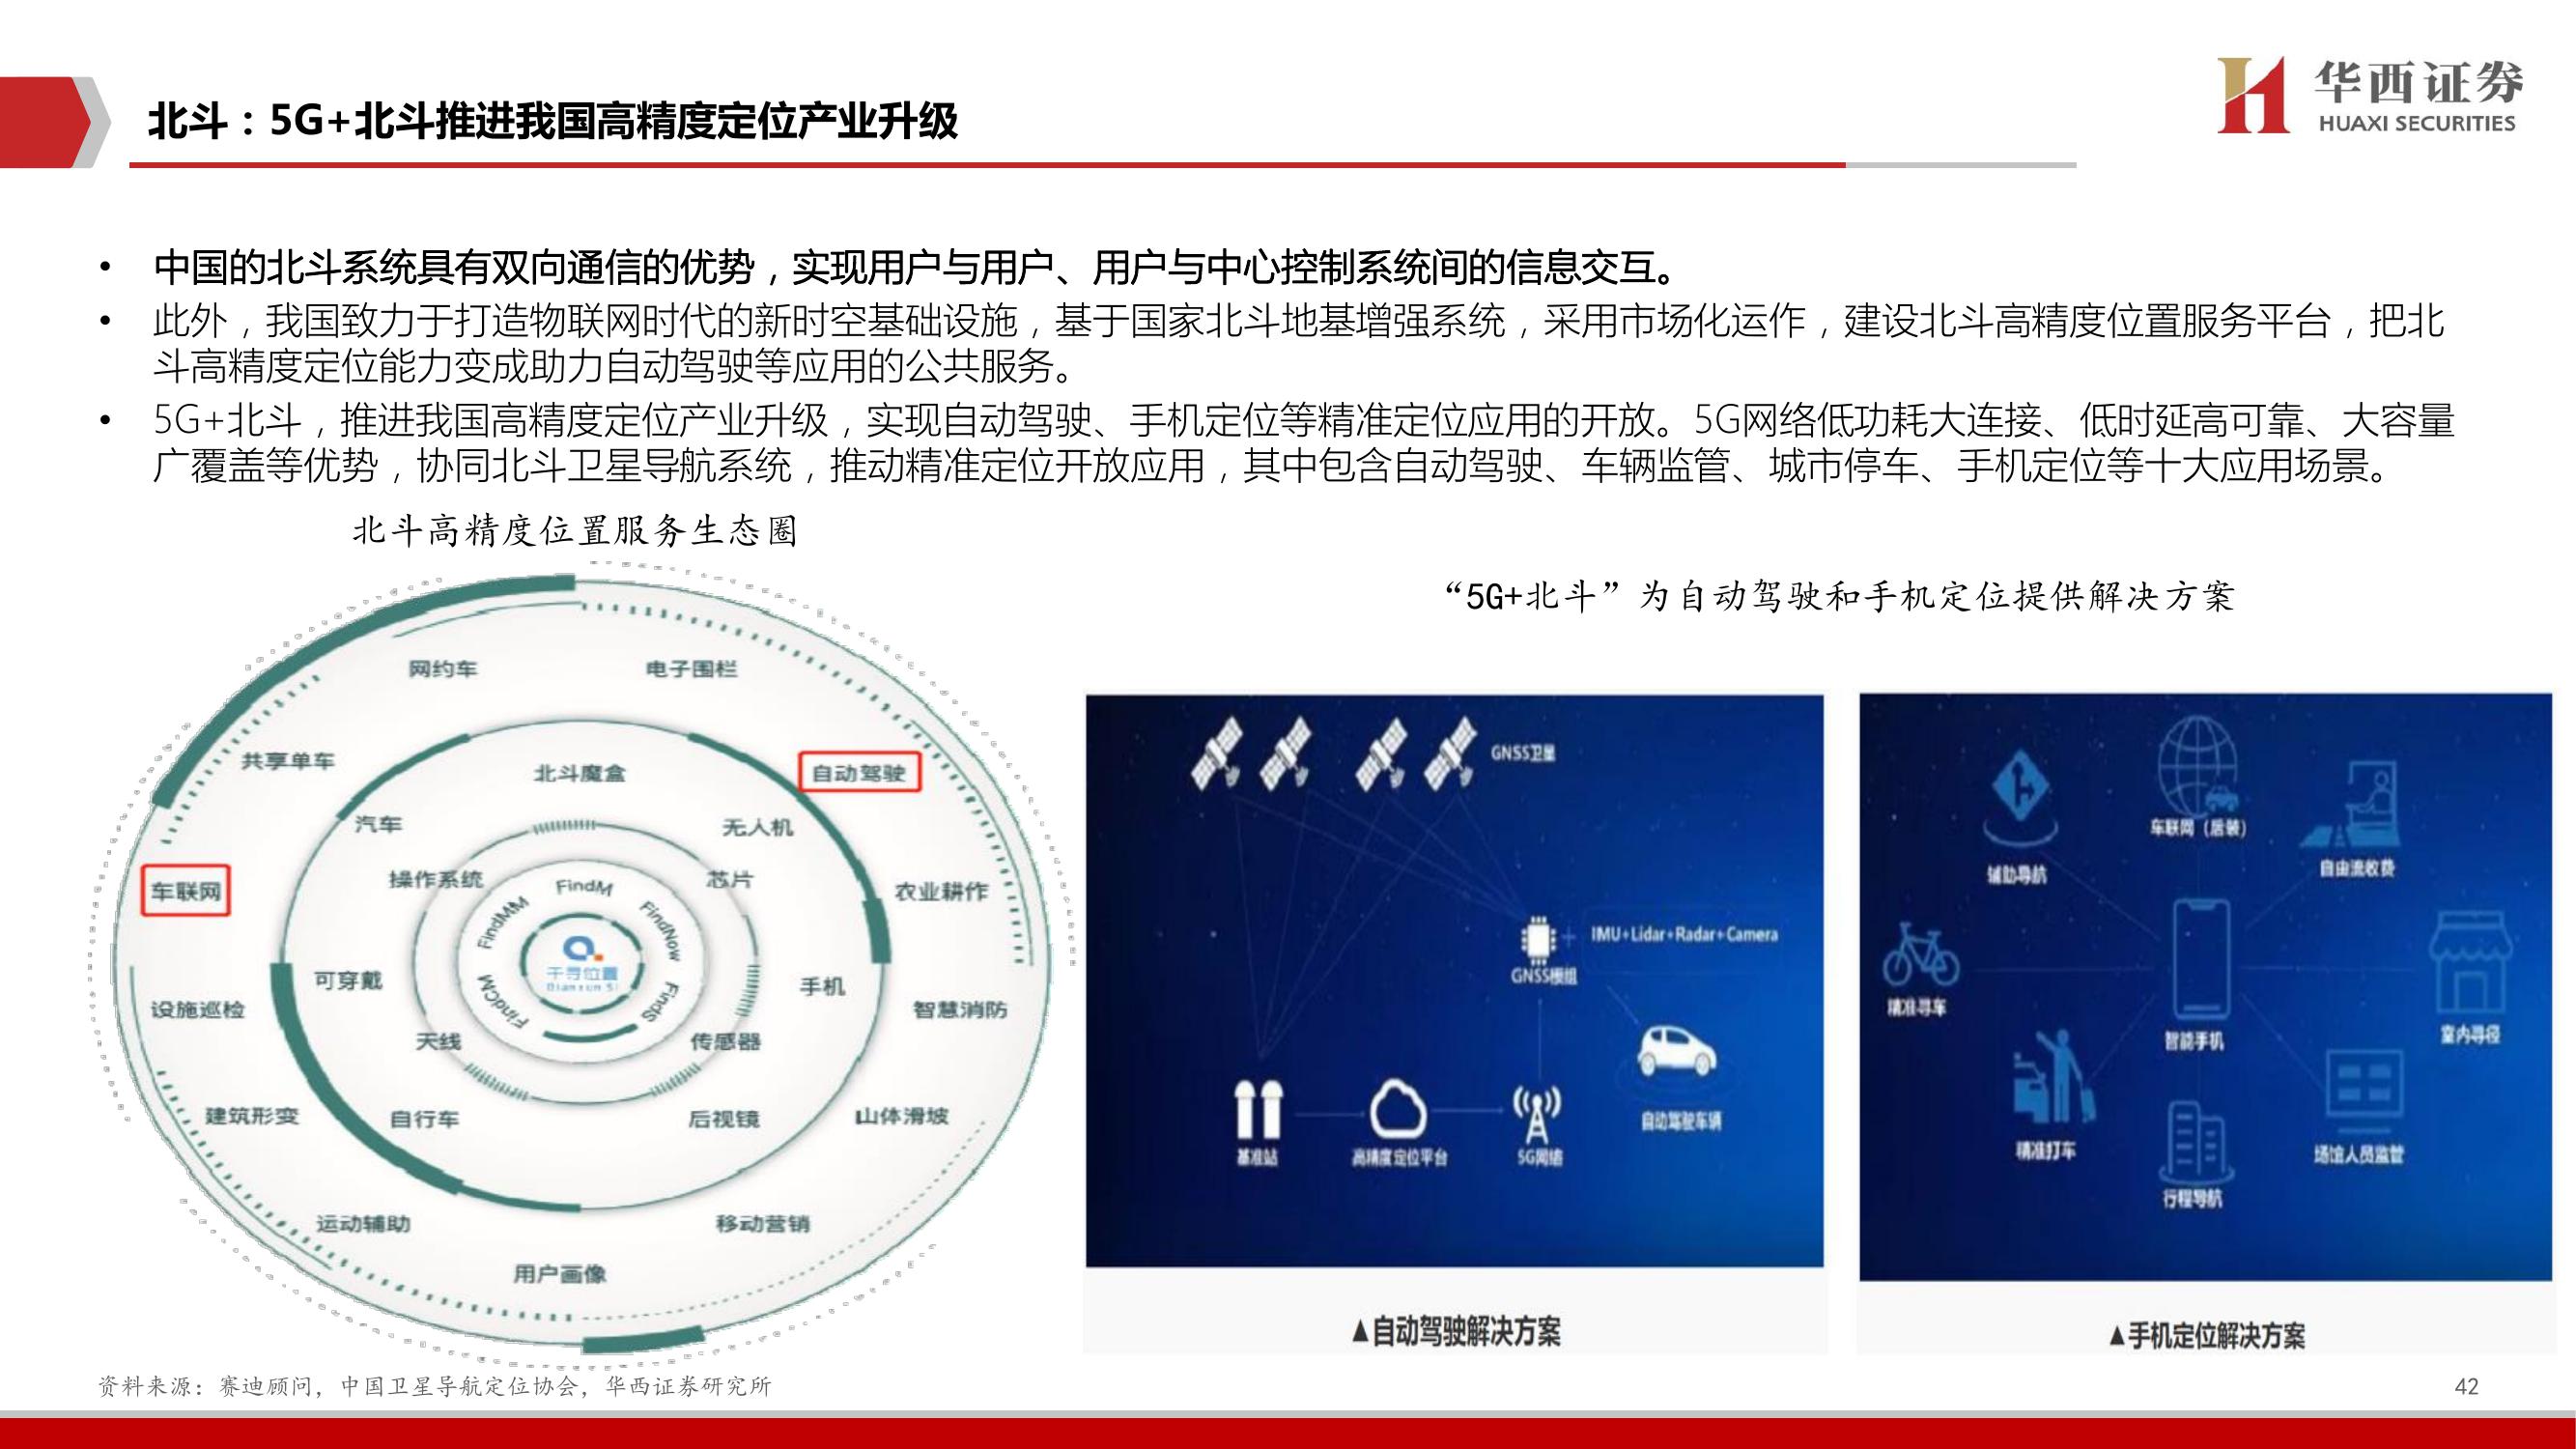 北斗：5G+北斗推进我国高精度定位产业升级
华西证券
HUAXI SECURITIES
• 中国的北斗系统具有双向通信的优势，实现用户与用户、用户与中心控制系统间的信息交互。
• 此外，我国致力于打造物联网时代的新时空基础设施，基于国家北斗地基增强系统，采用市场化运作，建设北斗高精度位置服务平台，把北
斗高精度定位能力变成助力自动驾驶等应用的公共服务。
• 5G+北斗，推进我国高精度定位产业升级，实现自动驾驶、手机定位等精准定位应用的开放。5G网络低功耗大连接、低时延高可靠、大容量
广覆盖等优势，协同北斗卫星导航系统，推动精准定位开放应用，其中包含自动驾驶、车辆监管、城市停车、手机定位等十大应用场景。
北斗高精度位置服务生态圈
网约车
电子围栏
共享单车
北斗魔盒
自动驾驶
汽车
无人机
操作系统
芯片
车联网
农业耕作
FindM
FindMM
FindNow
千寻位置
FindCM
FindS
可穿戴
手机
设施巡检
智慧消防
天线
传感器
建筑形变
自行车
后视镜
山体滑坡
运动辅助
移动营销
用户画像
“5G+北斗”为自动驾驶和手机定位提供解决方案
GNSS卫星
IMU+Lidar+Radar+Camera
GNSS模组
自动驾驶车辆
基准站
高精度定位平台
5G网络
▲自动驾驶解决方案
车联网（后装）
辅助导航
自由流收费
精准寻车
智能手机
室内寻径
精准打车
场馆人员监管
行程导航
▲手机定位解决方案
资料来源：赛迪顾问，中国卫星导航定位协会，华西证券研究所
42